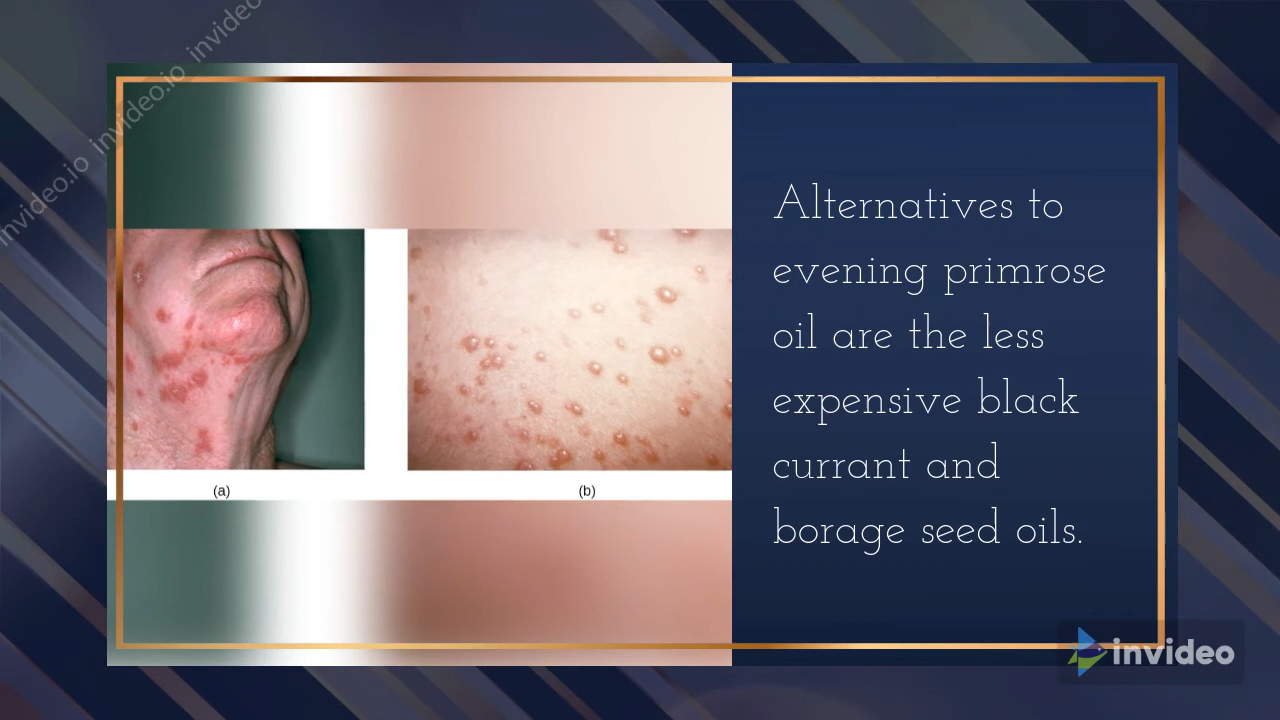 invideo.io invideo.io invideo
Alternatives to
evening primrose
oil are the less
expensive black
currant and
borage seed oils.
(a)
(b)
invideo